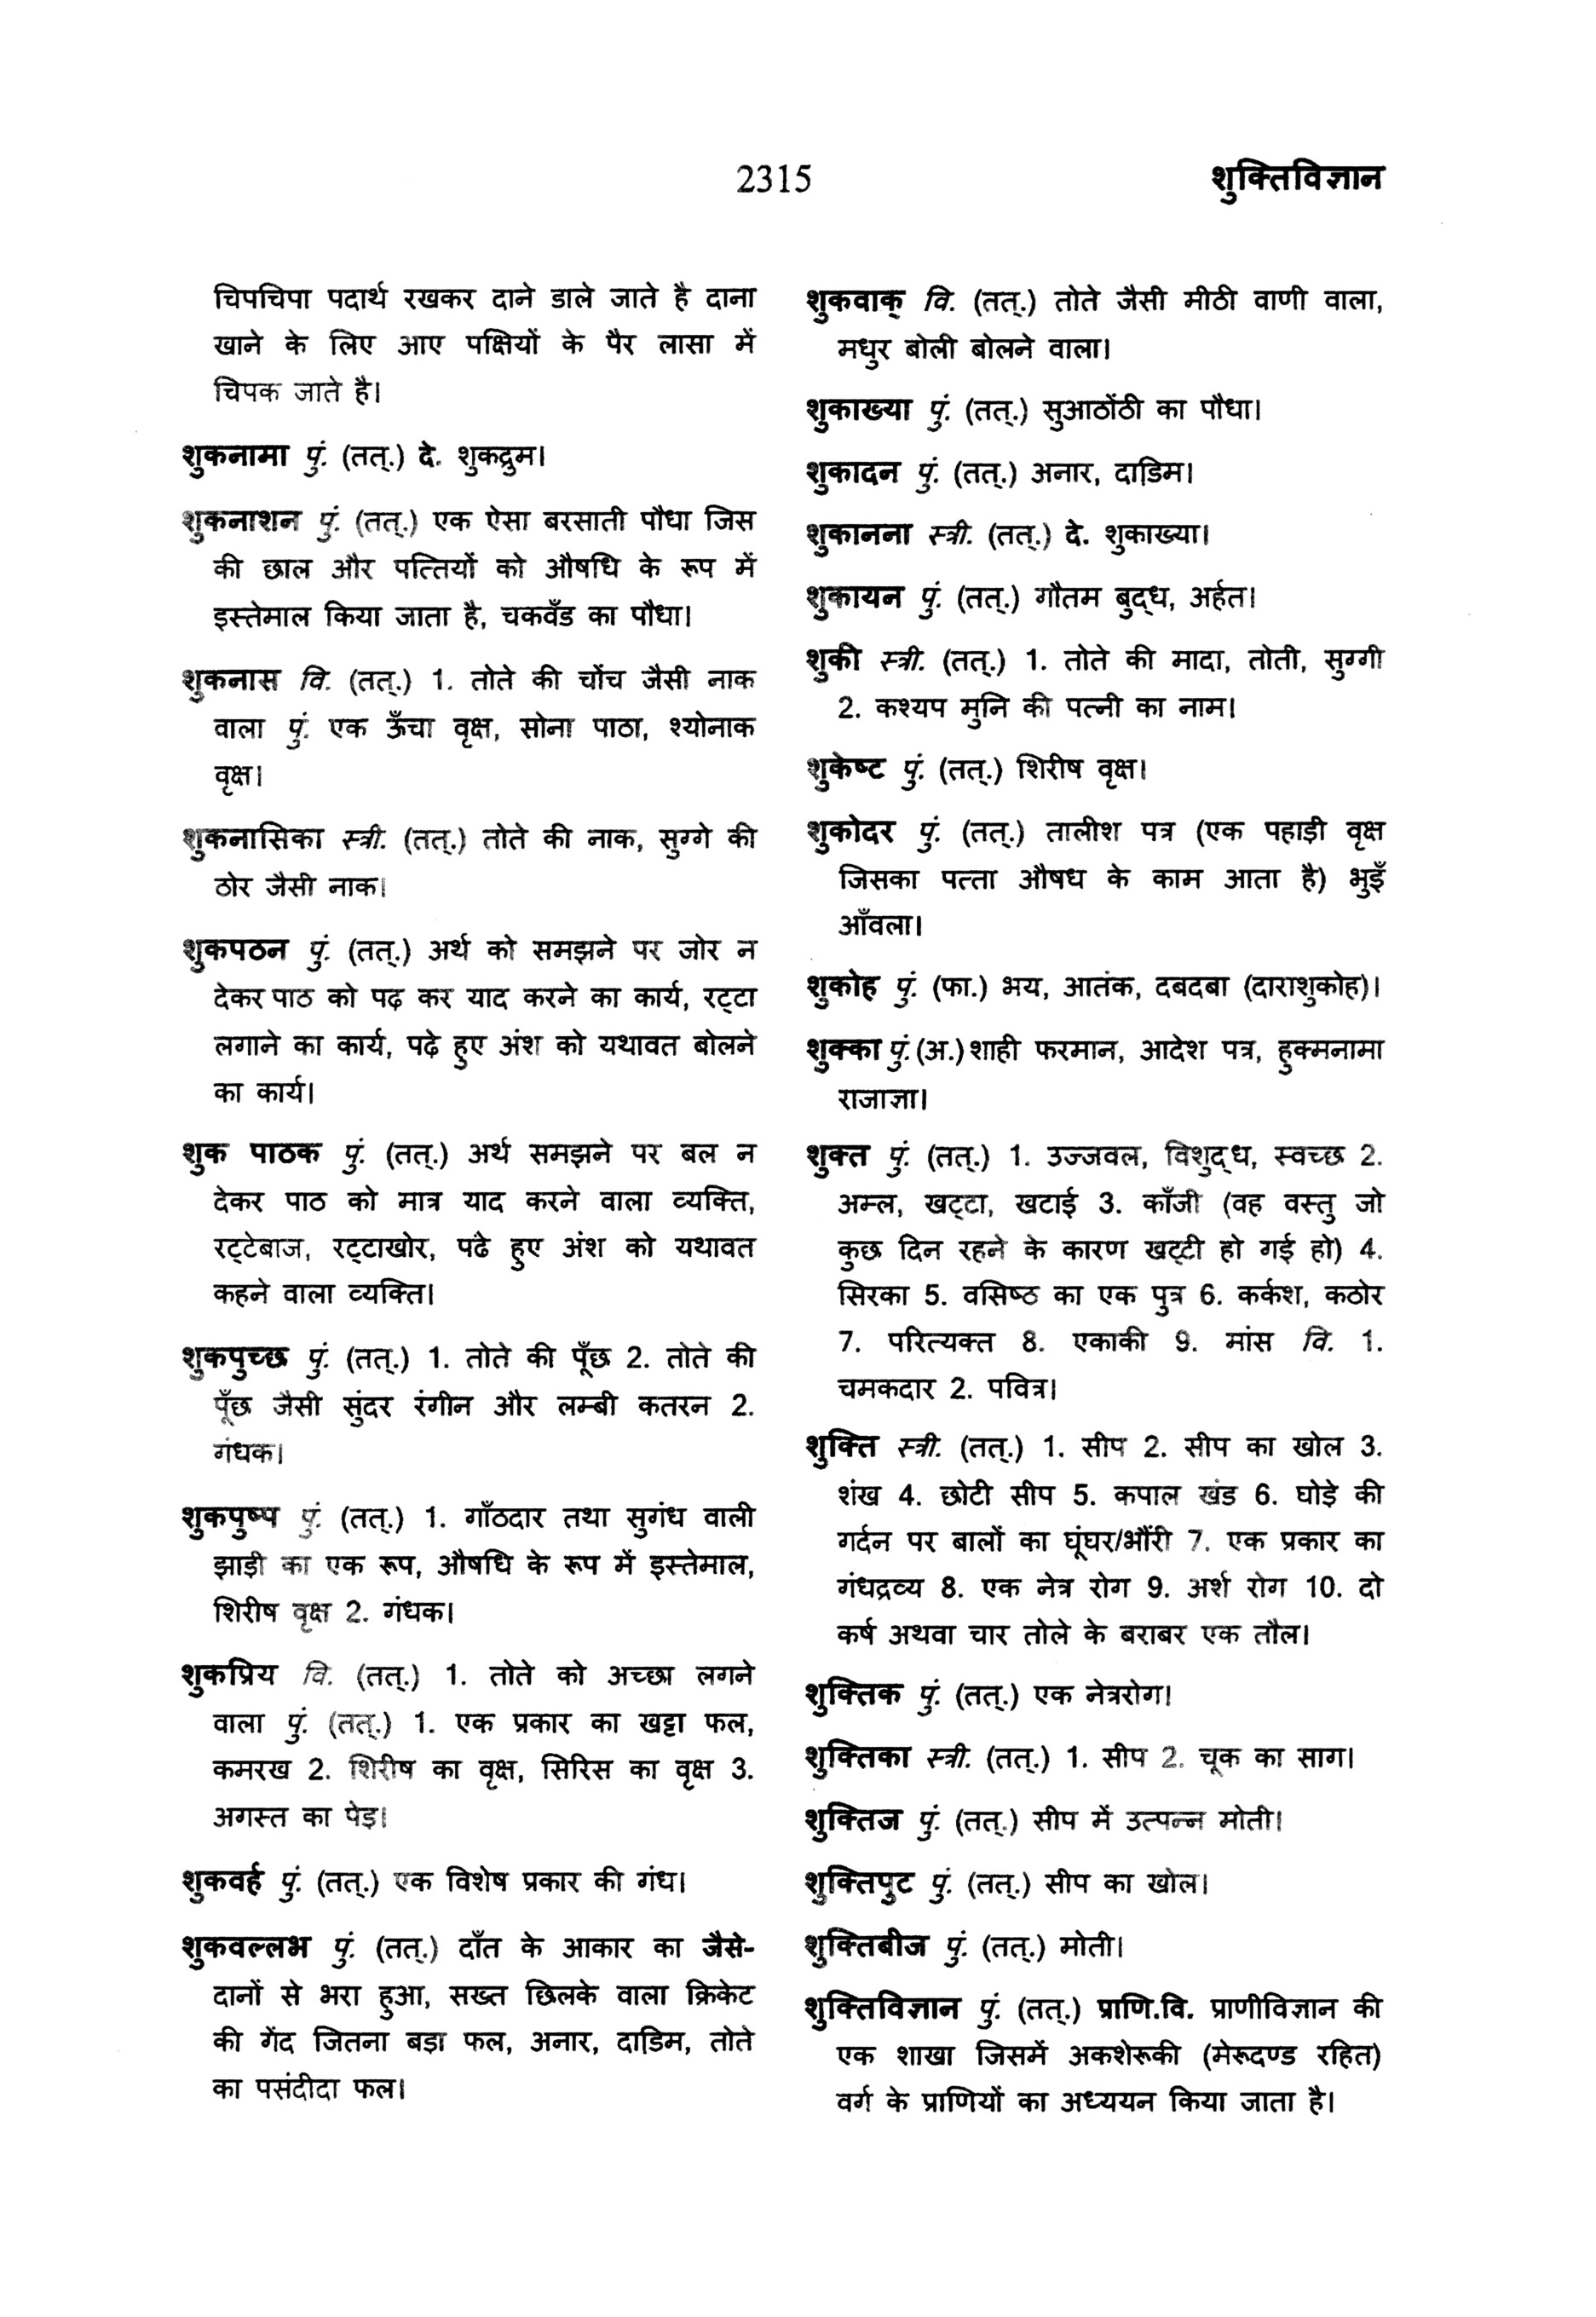 2315
शुक्तिविज्ञान
चिपचिपा पदार्थ रखकर दाने डाले जाते है दाना
खाने के लिए आए पक्षियों के पैर लासा में
चिपक जाते है।
शुकनामा पुं. (तत्.) दे. शुकद्रुम।
शुकनाशन पुं. (तत्.) एक ऐसा बरसाती पौधा जिस
की छाल और पत्तियों को औषधि के रूप में
इस्तेमाल किया जाता है, चकवँड का पौधा।
शुकनास वि. (तत्.) 1. तोते की चोंच जैसी नाक
वाला पुं. एक ऊँचा वृक्ष, सोना पाठा, श्योनाक
वृक्ष।
शुकनासिका स्त्री. (तत्.) तोते की नाक, सुग्गे की
ठोर जैसी नाक।
शुकपठन पुं. (तत्.) अर्थ को समझने पर जोर न
देकर पाठ को पढ़ कर याद करने का कार्य, रट्टा
लगाने का कार्य, पढ़े हुए अंश को यथावत बोलने
का कार्य।
शुक पाठक पुं. (तत्.) अर्थ समझने पर बल न
देकर पाठ को मात्र याद करने वाला व्यक्ति,
रट्टेबाज, रट्टाखोर, पढे हुए अंश को यथावत
कहने वाला व्यक्ति।
शुकपुच्छ पुं. (तत्.) 1. तोते की पूँछ 2. तोते की
पूँछ जैसी सुंदर रंगीन और लम्बी कतरन 2.
गंधक।
शुकपुष्प पुं. (तत्.) 1. गाँठदार तथा सुगंध वाली
झाड़ी का एक रूप, औषधि के रूप में इस्तेमाल,
शिरीष वृक्ष 2. गंधक।
शुकप्रिय वि. (तत्.) 1. तोते को अच्छा लगने
वाला पुं. (तत्.) 1. एक प्रकार का खट्टा फल,
कमरख 2. शिरीष का वृक्ष, सिरिस का वृक्ष 3.
अगस्त का पेड़।
शुकवर्ह पुं. (तत्.) एक विशेष प्रकार की गंध।
शुकवल्लभ पुं. (तत्.) दाँत के आकार का जैसे-
दानों से भरा हुआ, सख्त छिलके वाला क्रिकेट
की गेंद जितना बड़ा फल, अनार, दाडि़म, तोते
का पसंदीदा फल।
शुकवाक् वि. (तत्.) तोते जैसी मीठी वाणी वाला,
मधुर बोली बोलने वाला।
शुकाख्या पुं. (तत्.) सुआठोंठी का पौधा।
शुकादन पुं. (तत्.) अनार, दाडि़म।
शुकानना स्त्री. (तत्.) दे. शुकाख्या।
शुकायन पुं. (तत्.) गौतम बुद्ध, अर्हत।
शुकी स्त्री. (तत्.) 1. तोते की मादा, तोती, सुग्गी
2. कश्यप मुनि की पत्नी का नाम।
शुकेष्ट पुं. (तत्.) शिरीष वृक्ष।
शुकोदर पुं. (तत्.) तालीश पत्र (एक पहाड़ी वृक्ष
जिसका पत्ता औषध के काम आता है) भुइँ
आँवला।
शुकोह पुं. (फा.) भय, आतंक, दबदबा (दाराशुकोह)।
शुक्का पुं. (अ.) शाही फरमान, आदेश पत्र, हुक्मनामा
राजाज्ञा।
शुक्त पुं. (तत्.) 1. उज्जवल, विशुद्ध, स्वच्छ 2.
अम्ल, खट्टा, खटाई 3. काँजी (वह वस्तु जो
कुछ दिन रहने के कारण खट्टी हो गई हो) 4.
सिरका 5. वसिष्ठ का एक पुत्र 6. कर्कश, कठोर
7. परित्यक्त 8. एकाकी 9. मांस वि. 1.
चमकदार 2. पवित्र।
शुक्ति स्त्री. (तत्.) 1. सीप 2. सीप का खोल 3.
शंख 4. छोटी सीप 5. कपाल खंड 6. घोड़े की
गर्दन पर बालों का घूंघर/भौंरी 7. एक प्रकार का
गंधद्रव्य 8. एक नेत्र रोग 9. अर्श रोग 10. दो
कर्ष अथवा चार तोले के बराबर एक तौल।
शुक्तिक पुं. (तत्.) एक नेत्ररोग।
शुक्तिका स्त्री. (तत्.) 1. सीप 2. चूक का साग।
शुक्तिज पुं. (तत्.) सीप में उत्पन्न मोती।
शुक्तिपुट पुं. (तत्.) सीप का खोल।
शुक्तिबीज पुं. (तत्.) मोती।
शुक्तिविज्ञान पुं. (तत्.) प्राणि.वि. प्राणीविज्ञान की
एक शाखा जिसमें अकशेरूकी (मेरूदण्ड रहित)
वर्ग के प्राणियों का अध्ययन किया जाता है।